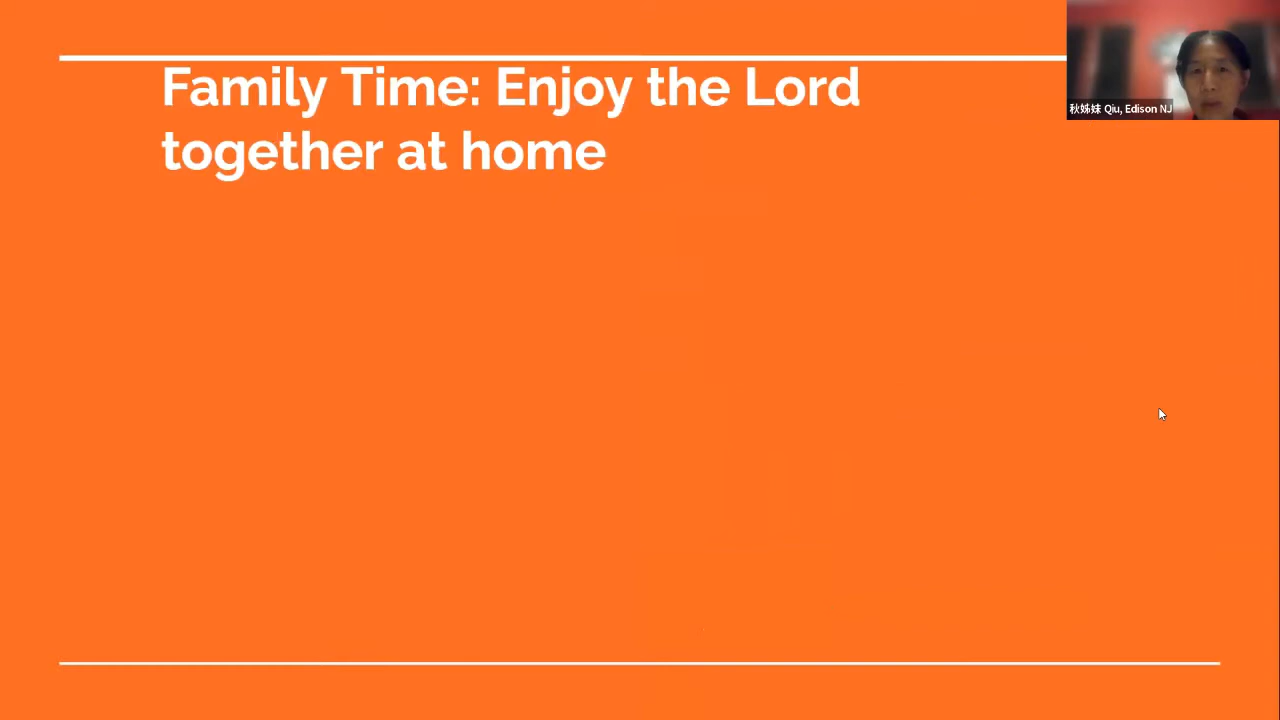 Family Time: Enjoy the Lord
together at home
秋姊妹 Qiu, Edison NJ